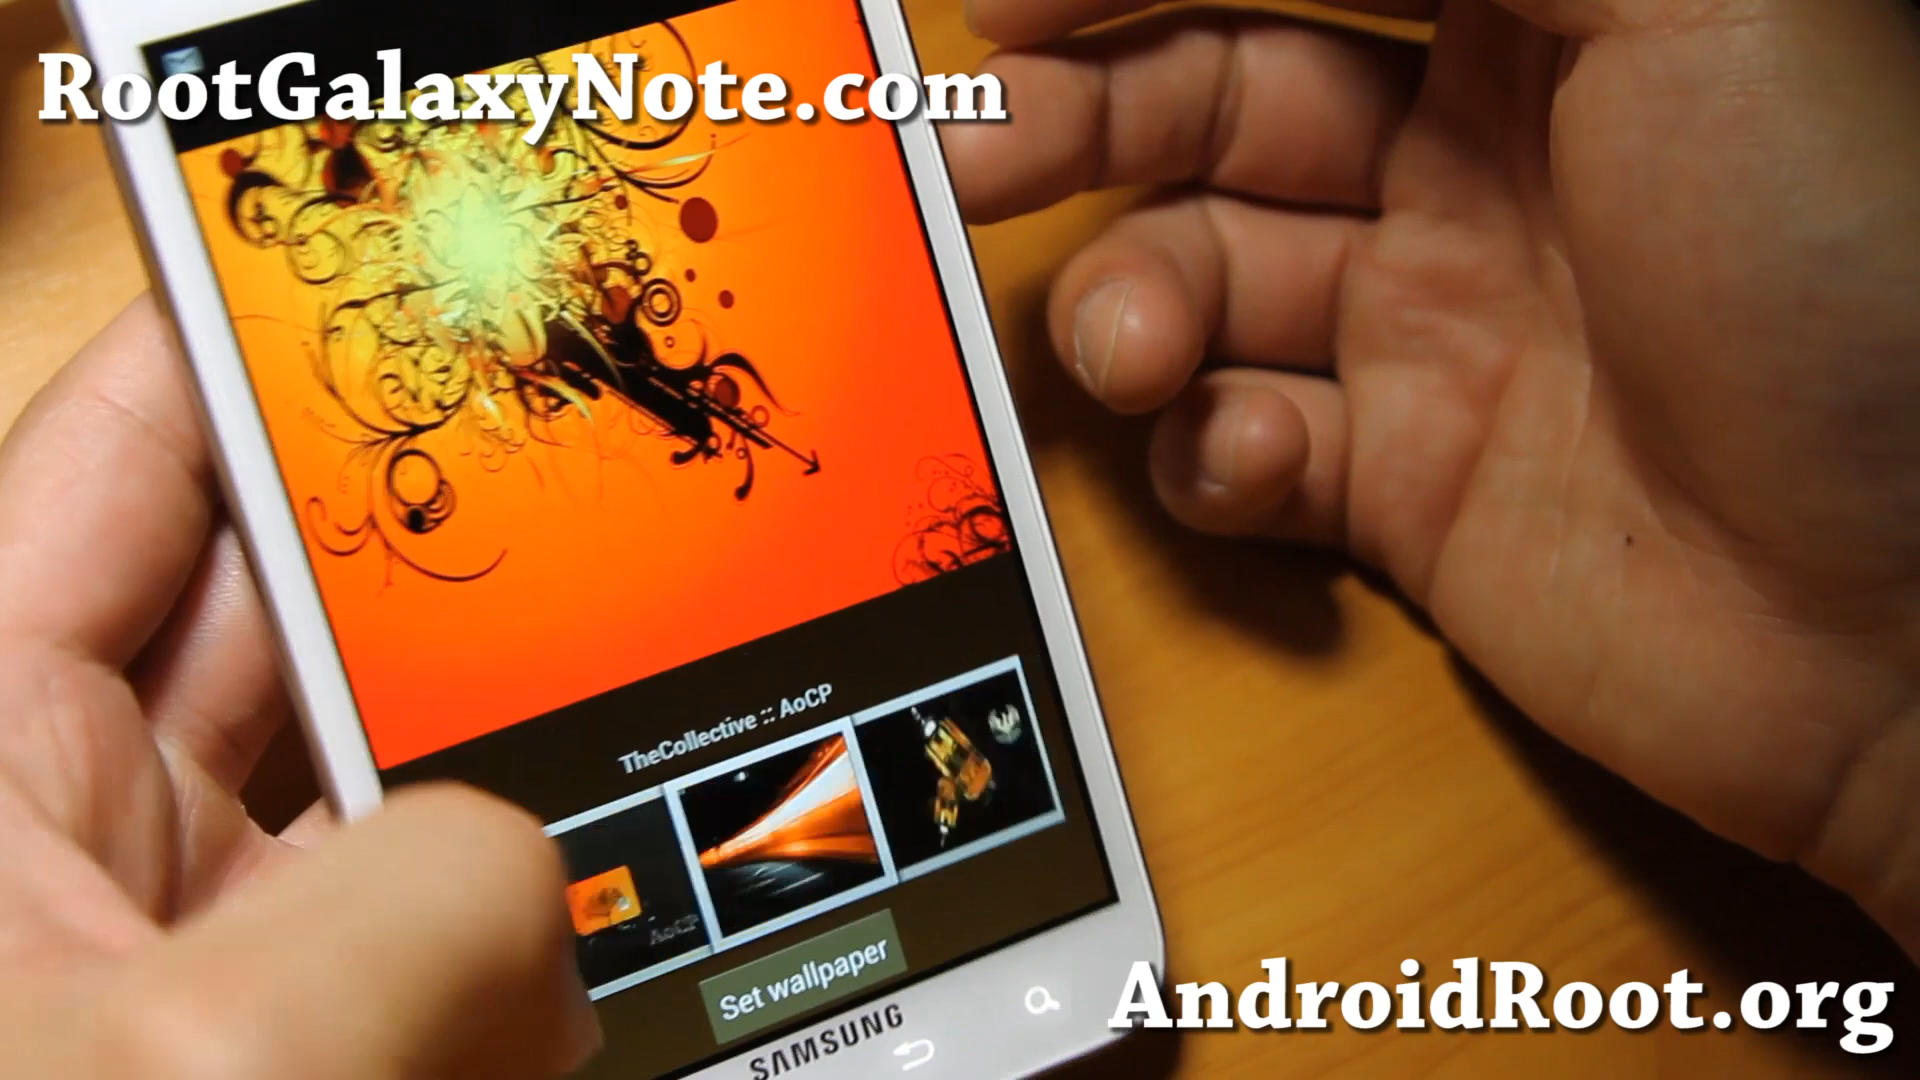 RootGalaxyNote.com
TheCollective :: AoCP
AoCP
Set wallpaper
SAMSUNG
AndroidRoot.org